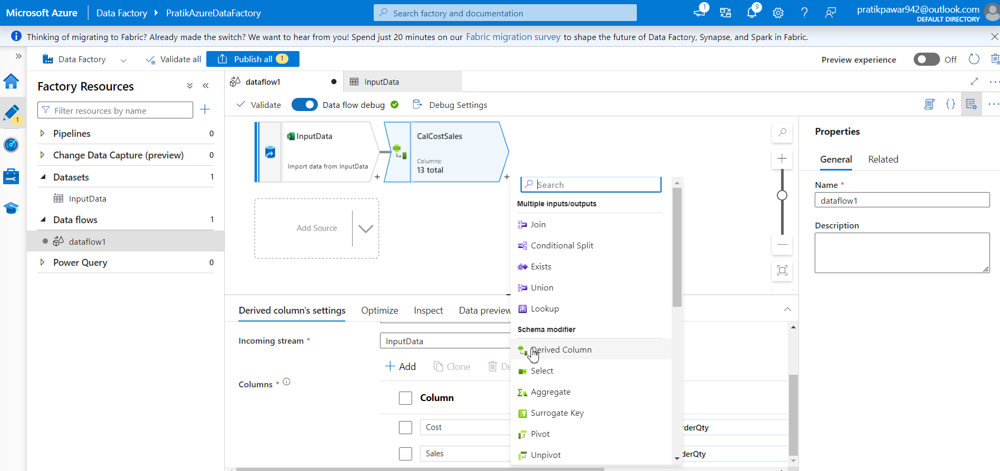 Microsoft Azure
Data Factory
PratikAzureDataFactory
Search factory and documentation
1
9
pratikpawar942@outlook.com
DEFAULT DIRECTORY
Thinking of migrating to Fabric? Already made the switch? We want to hear from you! Spend just 20 minutes on our Fabric migration survey to shape the future of Data Factory, Synapse, and Spark in Fabric.
Data Factory
Validate all
Publish all 1
Preview experience
Off
1
Factory Resources
Filter resources by name
Pipelines 0
Change Data Capture (preview) 0
Datasets 1
InputData
Data flows 1
dataflow1
Power Query 0
dataflow1
InputData
Validate
Data flow debug
Debug Settings
InputData
Import data from InputData
CalCostSales
Columns:
13 total
Add Source
Search
Multiple inputs/outputs
Join
Conditional Split
Exists
Union
Lookup
Schema modifier
Derived Column
Select
Aggregate
Surrogate Key
Pivot
Unpivot
Derived column's settings
Optimize
Inspect
Data preview
Incoming stream *
InputData
Add
Clone
De
Columns *
Column
Cost
rderQty
Sales
derQty
Properties
General
Related
Name *
dataflow1
Description